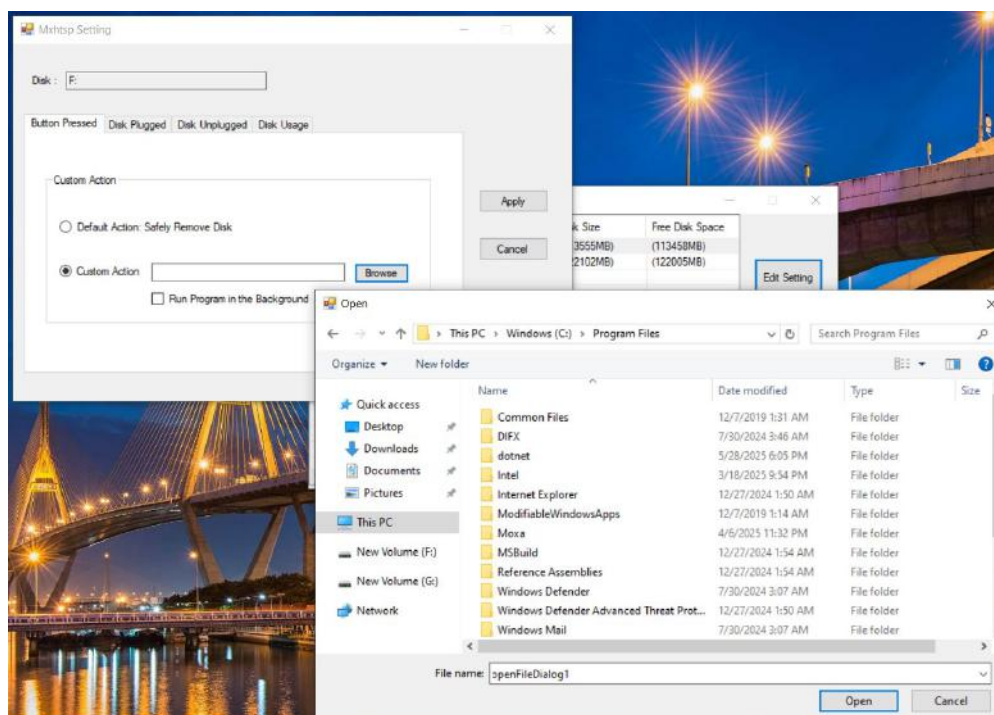 Mxhtsp Setting
Disk : F:
Button Pressed Disk Plugged Disk Unplugged Disk Usage
Custom Action
Default Action: Safely Remove Disk
Custom Action Browse
Run Program in the Background
Apply
Cancel
k Size Free Disk Space
3555MB) (113458MB)
2102MB) (122005MB)
Edit Setting
Open
This PC › Windows (C:) › Program Files
Search Program Files
Organize New folder
Name Date modified Type Size
Quick access
Desktop
Downloads
Documents
Pictures
This PC
New Volume (F:)
New Volume (G:)
Network
Common Files 12/7/2019 1:31 AM File folder
DIFX 7/30/2024 3:46 AM File folder
dotnet 5/28/2025 6:05 PM File folder
Intel 3/18/2025 9:54 PM File folder
Internet Explorer 12/27/2024 1:50 AM File folder
ModifiableWindowsApps 12/7/2019 1:14 AM File folder
Moxa 4/6/2025 11:32 PM File folder
MSBuild 12/27/2024 1:54 AM File folder
Reference Assemblies 12/27/2024 1:54 AM File folder
Windows Defender 7/30/2024 3:07 AM File folder
Windows Defender Advanced Threat Prot... 12/27/2024 1:50 AM File folder
Windows Mail 7/30/2024 3:07 AM File folder
File name: openFileDialog1
Open Cancel